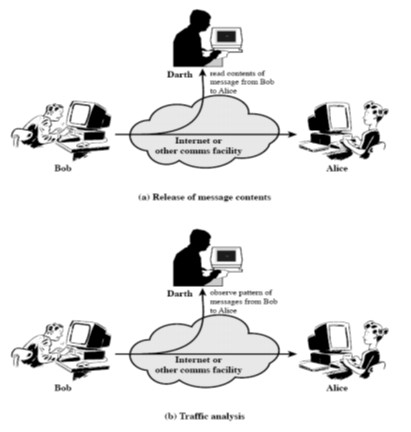 Darth
read contents of
message from Bob
to Alice
Internet or
other comms facility
Bob
Alice
(a) Release of message contents
Darth
observe pattern of
messages from Bob
to Alice
Internet or
other comms facility
Bob
Alice
(b) Traffic analysis